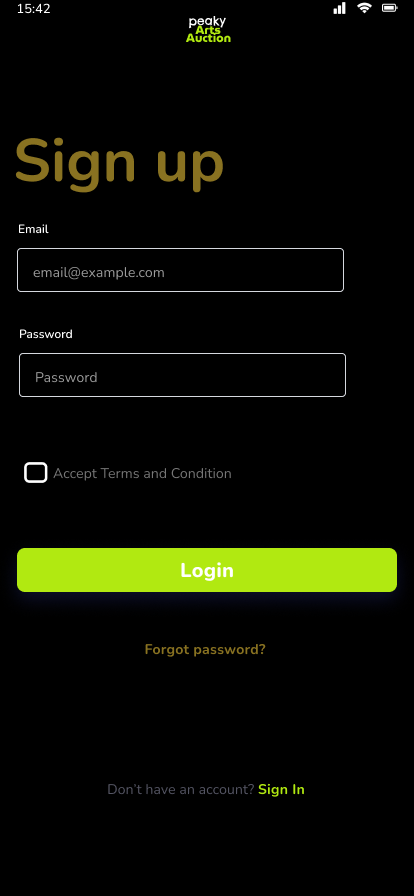 15:42
peaky
Arts
Auction
Sign up
Email
email@example.com
Password
Password
Accept Terms and Condition
Login
Forgot password?
Don't have an account? Sign In